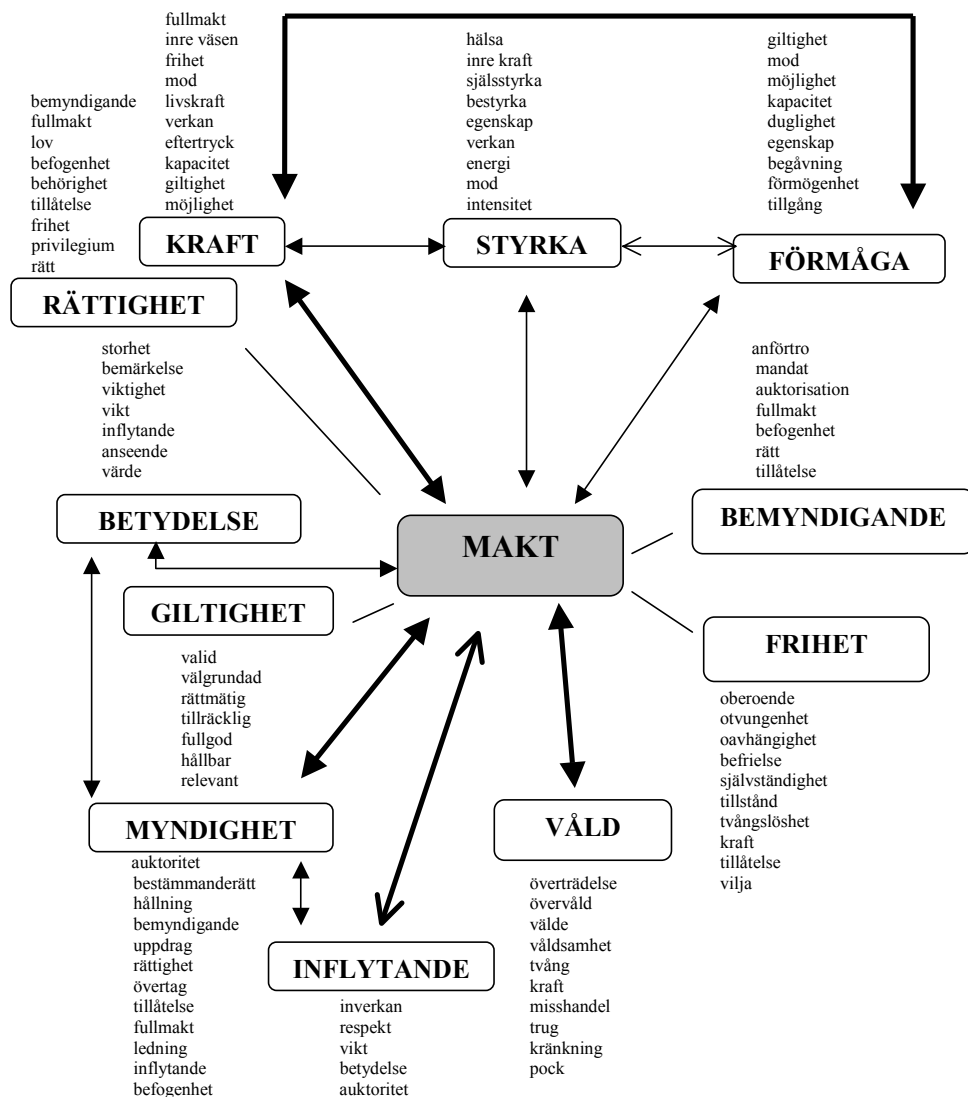 fullmakt
inre väsen
frihet
mod
livskraft
verkan
eftertryck
kapacitet
giltighet
möjlighet
KRAFT
hälsa
inre kraft
själsstyrka
bestyrka
egenskap
verkan
energi
mod
intensitet
STYRKA
giltighet
mod
möjlighet
kapacitet
duglighet
egenskap
begåvning
förmögenhet
tillgång
FÖRMÅGA
bemyndigande
fullmakt
lov
befogenhet
behörighet
tillåtelse
frihet
privilegium
rätt
RÄTTIGHET
storhet
bemärkelse
viktighet
vikt
inflytande
anseende
värde
BETYDELSE
anförtro
mandat
auktorisation
fullmakt
befogenhet
rätt
tillåtelse
BEMYNDIGANDE
MAKT
GILTIGHET
valid
välgrundad
rättmätig
tillräcklig
fullgod
hållbar
relevant
FRIHET
oberoende
otvungenhet
oavhängighet
befrielse
självständighet
tillstånd
tvångslöshet
kraft
tillåtelse
vilja
MYNDIGHET
auktoritet
bestämmanderätt
hållning
bemyndigande
uppdrag
rättighet
övertag
tillåtelse
fullmakt
ledning
inflytande
befogenhet
INFLYTANDE
inverkan
respekt
vikt
betydelse
auktoritet
VÅLD
överträdelse
övervåld
välde
våldsamhet
tvång
kraft
misshandel
trug
kränkning
pock